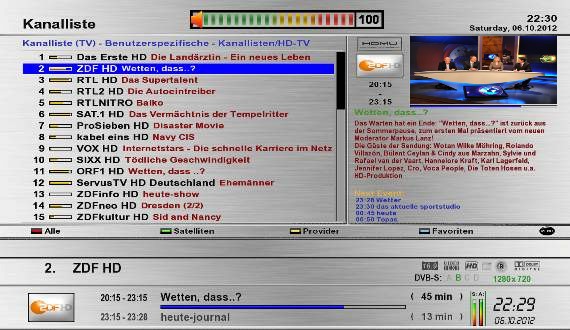 Kanalliste
100
22:30
Saturday, 06.10.2012
Kanalliste (TV) - Benutzerspezifische - Kanallisten/HD-TV
1 Das Erste HD Die Landärztin - Ein neues Leben
2 ZDF HD Wetten, dass..?
3 RTL HD Das Supertalent
4 RTL2 HD Die Autoeintreiber
5 RTLNITRO Balko
6 SAT.1 HD Das Vermächtnis der Tempelritter
7 ProSieben HD Disaster Movie
8 kabel eins HD Navy CIS
9 VOX HD Internetstars - Die schnelle Karriere im Netz
10 SIXX HD Tödliche Geschwindigkeit
11 ORF1 HD Wetten, dass ..?
12 ServusTV HD Deutschland Ehemänner
13 ZDFinfo HD heute-show
14 ZDFneo HD Dresden (2/2)
15 ZDFkultur HD Sid and Nancy
HDMU
ZDF HD
20:15
-
23:15
Wetten, dass..?
Das Warten hat ein Ende: "Wetten, dass..?" ist zurück aus
der Sommerpause, zum ersten Mal präsentiert vom neuen
Moderator Markus Lanz!
Die Gäste der Sendung: Wotan Wilke Möhring, Rolando
Villazón, Bülent Ceylan & Cindy aus Marzahn, Sylvie und
Rafael van der Vaart, Hannelore Kraft, Karl Lagerfeld,
Jennifer Lopez, Cro, Voca People, Die Toten Hosen u.a.
HD-Produktion
Next Event:
23:28 Wetter
23:30 das aktuelle sportstudio
00:45 heute
00:50 Topas
Alle
Satelliten
Provider
Favoriten
2. ZDF HD
DVB-S: A B C D
1280x720
ZDF HD
20:15 - 23:15 Wetten, dass..? ( 45 min )
23:15 - 23:28 heute-journal ( 13 min )
S: A:
22:29
06.10.2012